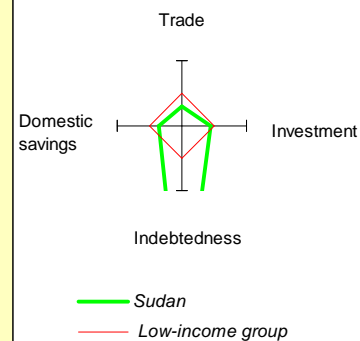 Trade
Domestic
savings
Investment
Indebtedness
Sudan
Low-income group